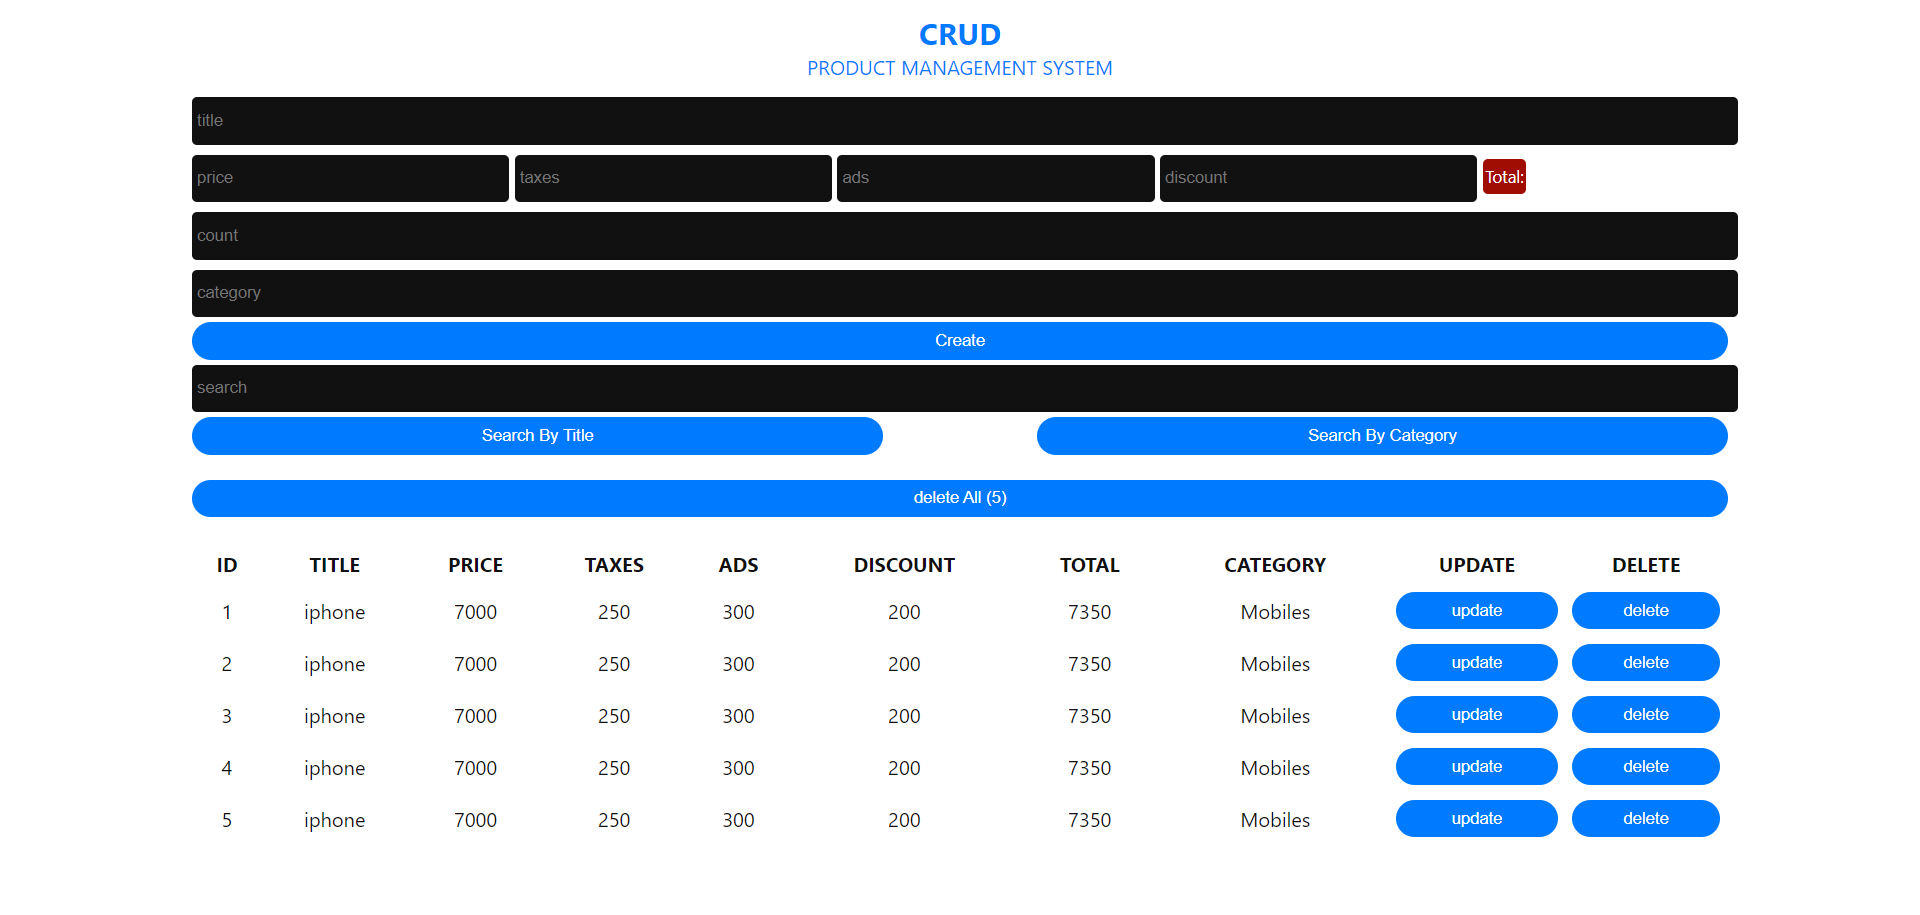 CRUD
PRODUCT MANAGEMENT SYSTEM
title
price taxes ads discount Total:
count
category
Create
search
Search By Title Search By Category
delete All (5)
ID TITLE PRICE TAXES ADS DISCOUNT TOTAL CATEGORY UPDATE DELETE
1 iphone 7000 250 300 200 7350 Mobiles update delete
2 iphone 7000 250 300 200 7350 Mobiles update delete
3 iphone 7000 250 300 200 7350 Mobiles update delete
4 iphone 7000 250 300 200 7350 Mobiles update delete
5 iphone 7000 250 300 200 7350 Mobiles update delete